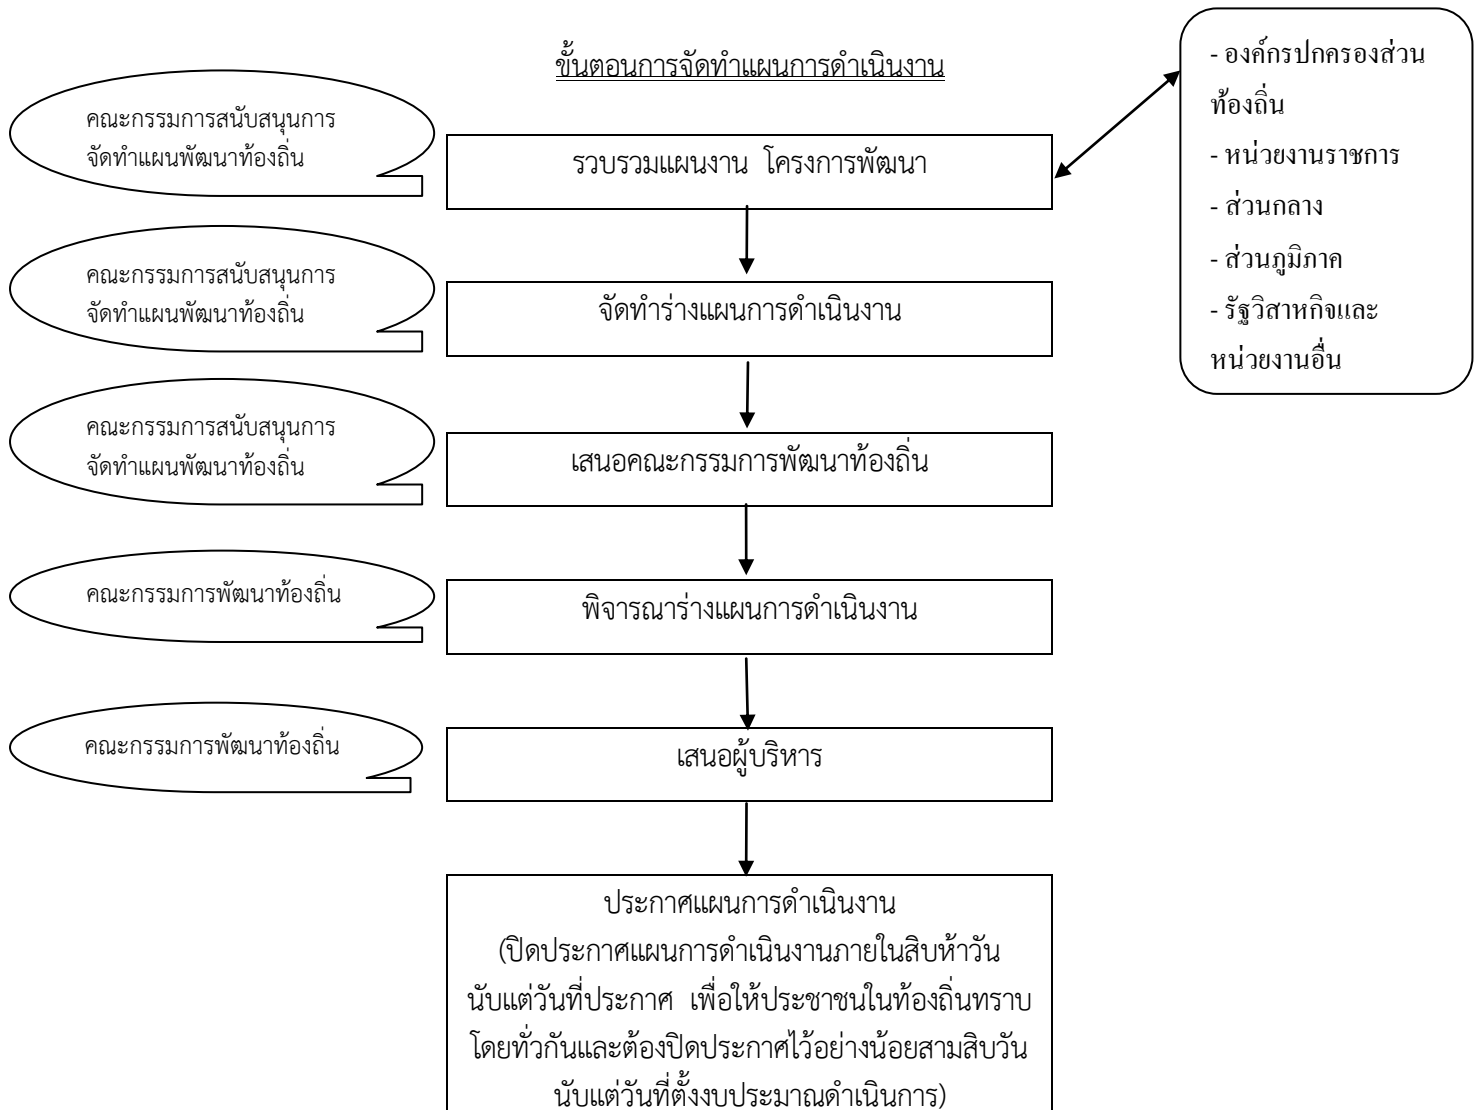 ขั้นตอนการจัดทำแผนการดำเนินงาน
- องค์กรปกครองส่วน
ท้องถิ่น
- หน่วยงานราชการ
- ส่วนกลาง
- ส่วนภูมิภาค
- รัฐวิสาหกิจและ
หน่วยงานอื่น
คณะกรรมการสนับสนุนการ
จัดทำแผนพัฒนาท้องถิ่น
รวบรวมแผนงาน โครงการพัฒนา
คณะกรรมการสนับสนุนการ
จัดทำแผนพัฒนาท้องถิ่น
จัดทำร่างแผนการดำเนินงาน
คณะกรรมการสนับสนุนการ
จัดทำแผนพัฒนาท้องถิ่น
เสนอคณะกรรมการพัฒนาท้องถิ่น
คณะกรรมการพัฒนาท้องถิ่น
พิจารณาร่างแผนการดำเนินงาน
คณะกรรมการพัฒนาท้องถิ่น
เสนอผู้บริหาร
ประกาศแผนการดำเนินงาน
(ปิดประกาศแผนการดำเนินงานภายในสิบห้าวัน
นับแต่วันที่ประกาศ เพื่อให้ประชาชนในท้องถิ่นทราบ
โดยทั่วกันและต้องปิดประกาศไว้อย่างน้อยสามสิบวัน
นับแต่วันที่ตั้งงบประมาณดำเนินการ)